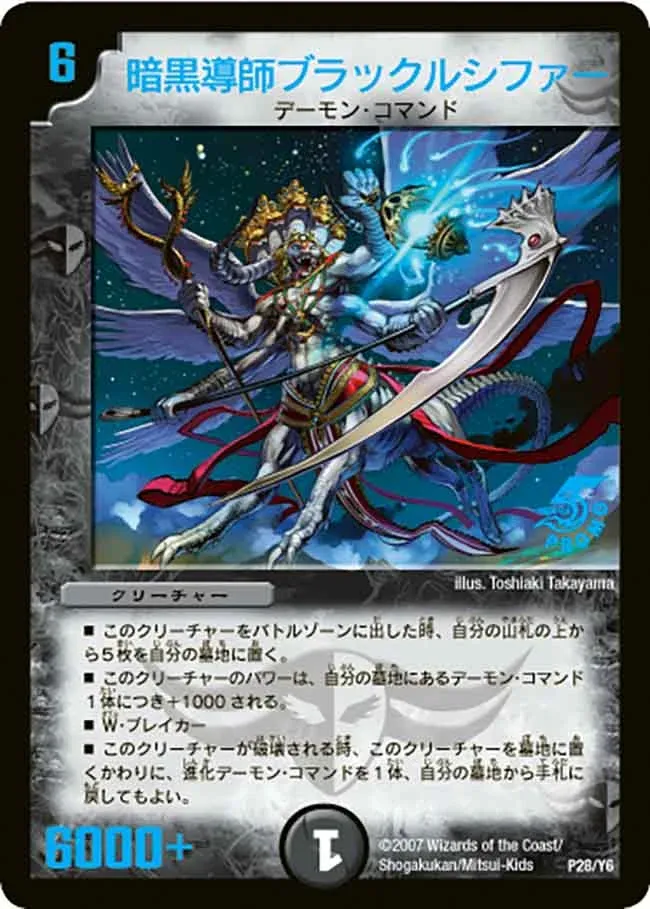 6
暗黒導師ブラックルシファー
デーモン・コマンド
PROMO
illus. Toshiaki Takayama
クリーチャー
■ このクリーチャーをバトルゾーンに出した時、自分の山札の上か
ら5枚を自分の墓地に置く。
■ このクリーチャーのパワーは、自分の墓地にあるデーモン・コマンド
1体につき+1000 される。
■ W・ブレイカー
■ このクリーチャーが破壊される時、このクリーチャーを墓地に置
くかわりに、進化デーモン・コマンドを1体、自分の墓地から手札に
戻してもよい。
6000+
1
©2007 Wizards of the Coast/
Shogakukan/Mitsui-Kids
P28/Y6